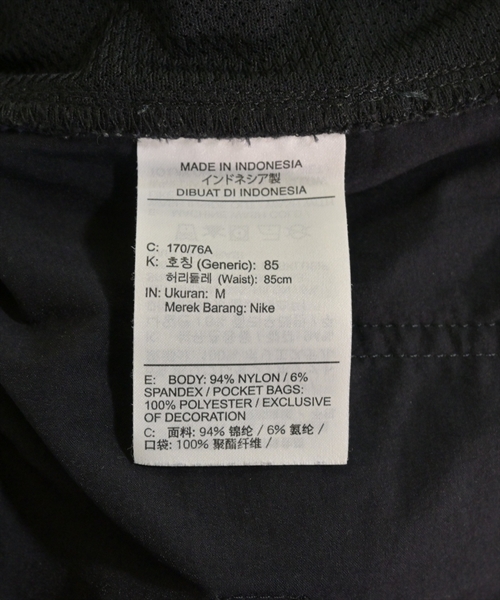 MADE IN INDONESIA
インドネシア製
DIBUAT DI INDONESIA
C: 170/76A
K: 호칭 (Generic): 85
허리둘레 (Waist): 85cm
IN: Ukuran: M
Merek Barang: Nike
E: BODY: 94% NYLON / 6%
SPANDEX / POCKET BAGS:
100% POLYESTER / EXCLUSIVE
OF DECORATION
C: 面料: 94% 锦纶 / 6% 氨纶 /
口袋: 100% 聚酯纤维 /